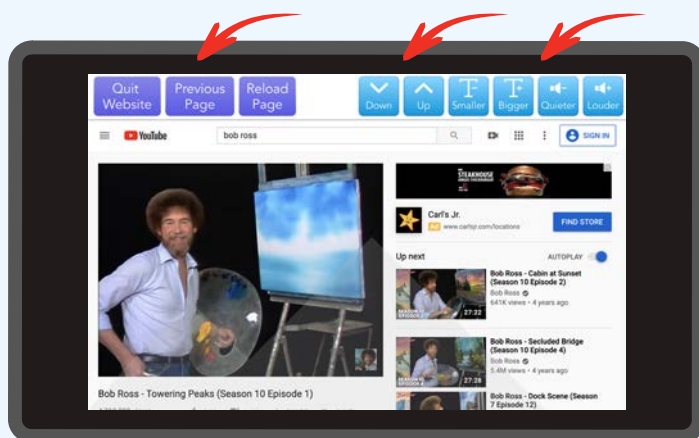 Quit Website
Previous Page
Reload Page
Down
Up
Smaller
Bigger
Quieter
Louder
YouTube
bob ross
SIGN IN
STEAKHOUSE
Carl's Jr.
Ad www.carlsjr.com/locations
FIND STORE
Up next
AUTOPLAY
Bob Ross - Cabin at Sunset
(Season 10 Episode 2)
Bob Ross
641K views • 4 years ago
27:32
Bob Ross - Secluded Bridge
(Season 10 Episode 4)
Bob Ross
5.4M views • 4 years ago
27:28
Bob Ross - Dock Scene (Season
7 Episode 12)
Bob Ross - Towering Peaks (Season 10 Episode 1)